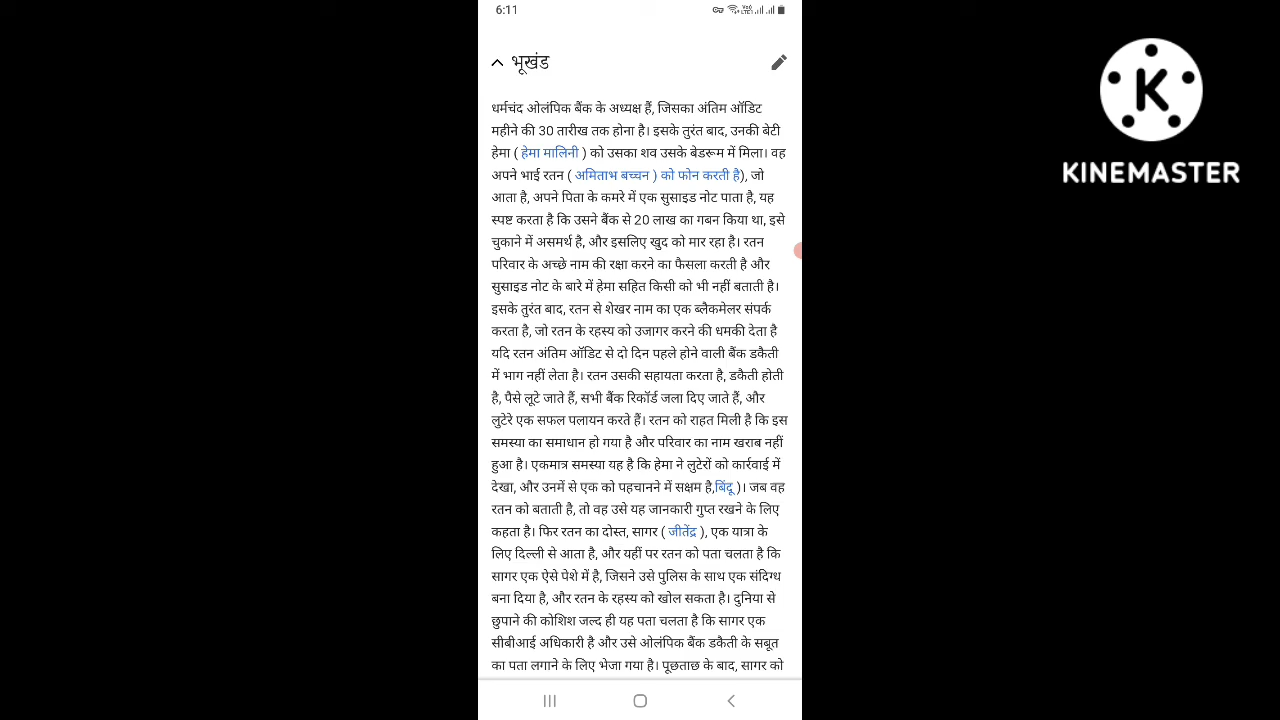 6:11
भूखंड
धर्मचंद ओलंपिक बैंक के अध्यक्ष हैं, जिसका अंतिम ऑडिट
महीने की 30 तारीख तक होना है। इसके तुरंत बाद, उनकी बेटी
हेमा ( हेमा मालिनी ) को उसका शव उसके बेडरूम में मिला। वह
अपने भाई रतन ( अमिताभ बच्चन ) को फोन करती है), जो
आता है, अपने पिता के कमरे में एक सुसाइड नोट पाता है, यह
स्पष्ट करता है कि उसने बैंक से 20 लाख का गबन किया था, इसे
चुकाने में असमर्थ है, और इसलिए खुद को मार रहा है। रतन
परिवार के अच्छे नाम की रक्षा करने का फैसला करती है और
सुसाइड नोट के बारे में हेमा सहित किसी को भी नहीं बताती है।
इसके तुरंत बाद, रतन से शेखर नाम का एक ब्लैकमेलर संपर्क
करता है, जो रतन के रहस्य को उजागर करने की धमकी देता है
यदि रतन अंतिम ऑडिट से दो दिन पहले होने वाली बैंक डकैती
में भाग नहीं लेता है। रतन उसकी सहायता करता है, डकैती होती
है, पैसे लूटे जाते हैं, सभी बैंक रिकॉर्ड जला दिए जाते हैं, और
लुटेरे एक सफल पलायन करते हैं। रतन को राहत मिली है कि इस
समस्या का समाधान हो गया है और परिवार का नाम खराब नहीं
हुआ है। एकमात्र समस्या यह है कि हेमा ने लुटेरों को कार्रवाई में
देखा, और उनमें से एक को पहचानने में सक्षम है,बिंदू )। जब वह
रतन को बताती है, तो वह उसे यह जानकारी गुप्त रखने के लिए
कहता है। फिर रतन का दोस्त, सागर ( जीतेंद्र ), एक यात्रा के
लिए दिल्ली से आता है, और यहीं पर रतन को पता चलता है कि
सागर एक ऐसे पेशे में है, जिसने उसे पुलिस के साथ एक संदिग्ध
बना दिया है, और रतन के रहस्य को खोल सकता है। दुनिया से
छुपाने की कोशिश जल्द ही यह पता चलता है कि सागर एक
सीबीआई अधिकारी है और उसे ओलंपिक बैंक डकैती के सबूत
का पता लगाने के लिए भेजा गया है। पूछताछ के बाद, सागर को
K
KINEMASTER